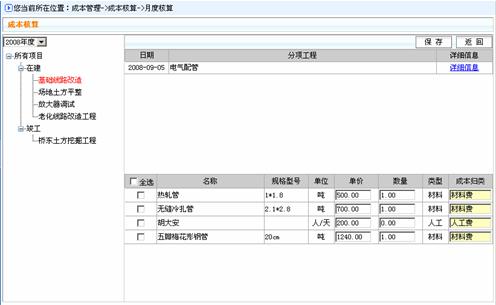 您当前所在位置：成本管理->成本核算->月度核算
成本核算
2008年度
保 存 返 回
所有项目
在建
基础线路改造
场地土方平整
放大器调试
老化线路改造工程
竣工
桥东土方挖掘工程
日期 分项工程 详细信息
2008-09-05 电气配管 详细信息
全选 名称 规格型号 单位 单价 数量 类型 成本归类
热轧管 1*1.8 吨 500.00 1.00 材料 材料费
无缝冷扎管 2.1*2.8 吨 700.00 1.00 材料 材料费
胡大安 人/天 200.00 0.00 人工 人工费
五脚梅花形钢管 20cm 吨 1240.00 1.00 材料 材料费